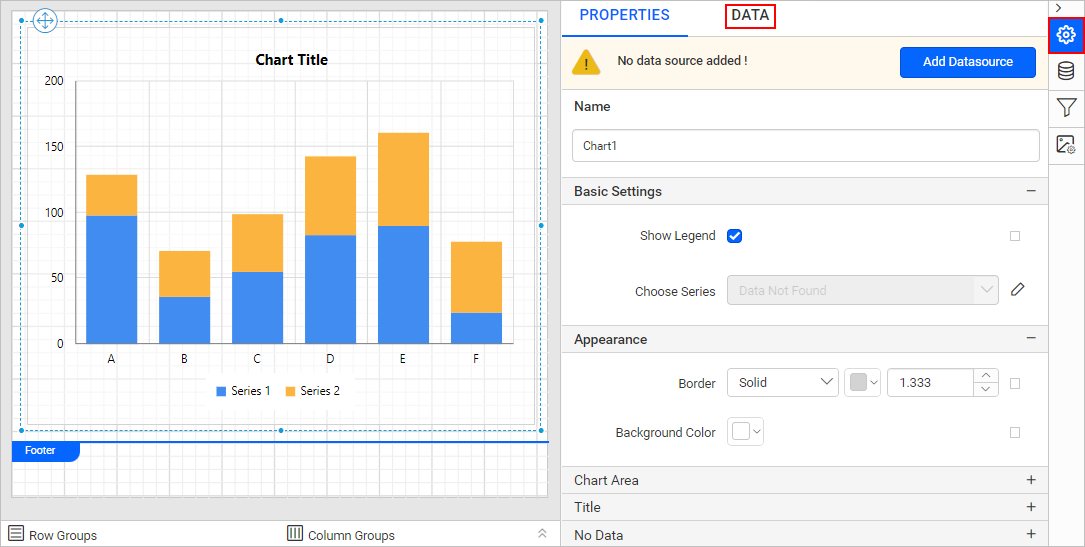 PROPERTIES DATA
No data source added !
Add Datasource
Name
Chart1
Basic Settings
Show Legend
Choose Series
Data Not Found
Appearance
Border
Solid
1.333
Background Color
Chart Area
Title
No Data
Chart Title
200
150
100
50
0
A B C D E F
Series 1 Series 2
Footer
Row Groups
Column Groups